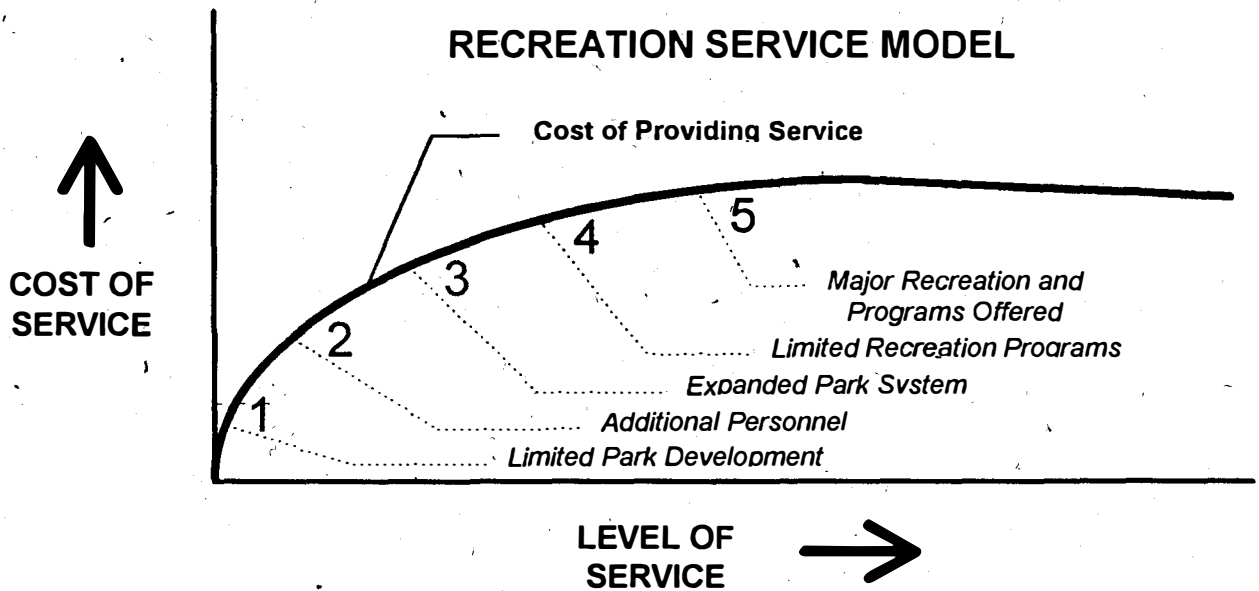 RECREATION SERVICE MODEL
Cost of Providing Service
COST OF
SERVICE
1
2
3
4
5
Major Recreation and
Programs Offered
Limited Recreation Programs
Expanded Park System
Additional Personnel
Limited Park Development
LEVEL OF
SERVICE